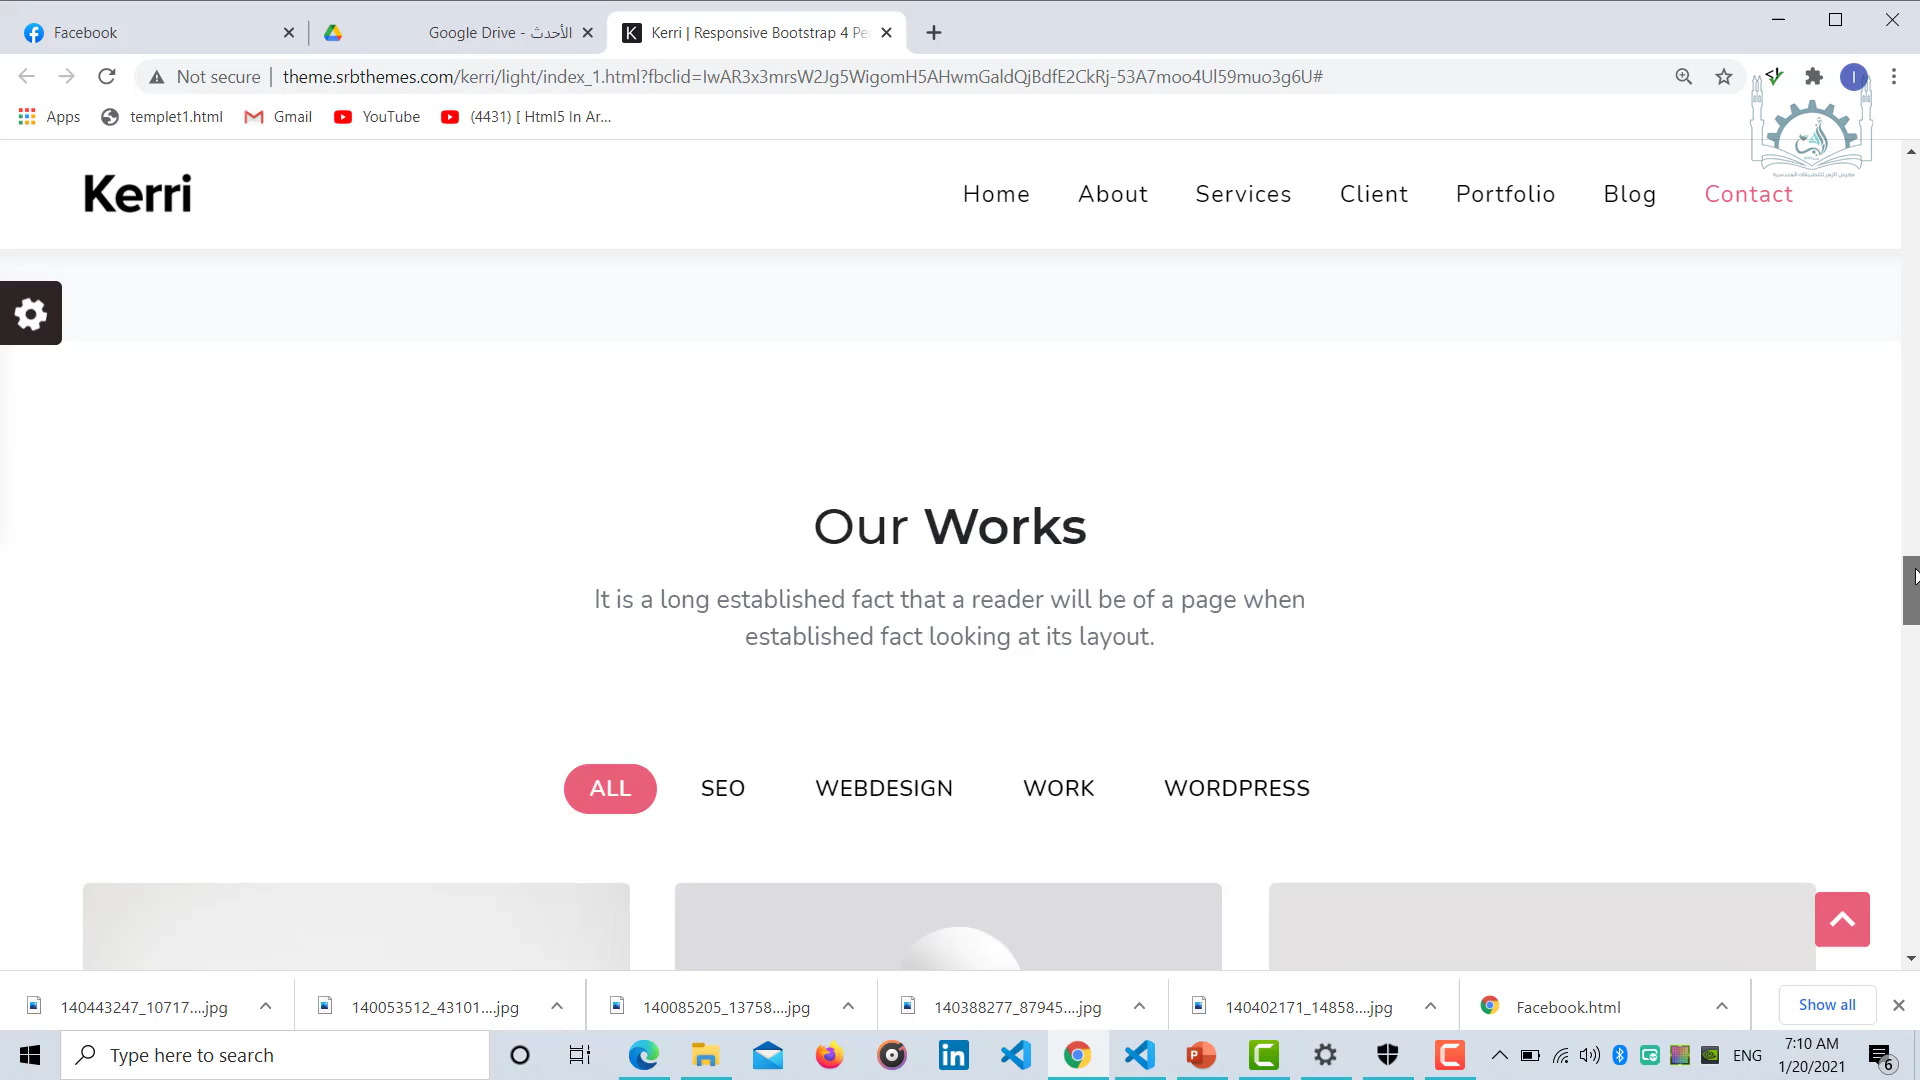 Facebook
Google Drive - الأحدث
Kerri | Responsive Bootstrap 4 Pe
Not secure
theme.srbthemes.com/kerri/light/index_1.html?fbclid=IwAR3x3mrsW2Jg5WigomH5AHwmGaldQjBdfE2CkRj-53A7moo4Ul59muo3g6U#
I
Apps
templet1.html
Gmail
YouTube
(4431) [ Html5 In Ar...
Kerri
Home
About
Services
Client
Portfolio
Blog
Contact
Our Works
It is a long established fact that a reader will be of a page when
established fact looking at its layout.
ALL
SEO
WEBDESIGN
WORK
WORDPRESS
140443247_10717....jpg
140053512_43101....jpg
140085205_13758....jpg
140388277_87945....jpg
140402171_14858....jpg
Facebook.html
Show all
Type here to search
ENG
7:10 AM
1/20/2021
6